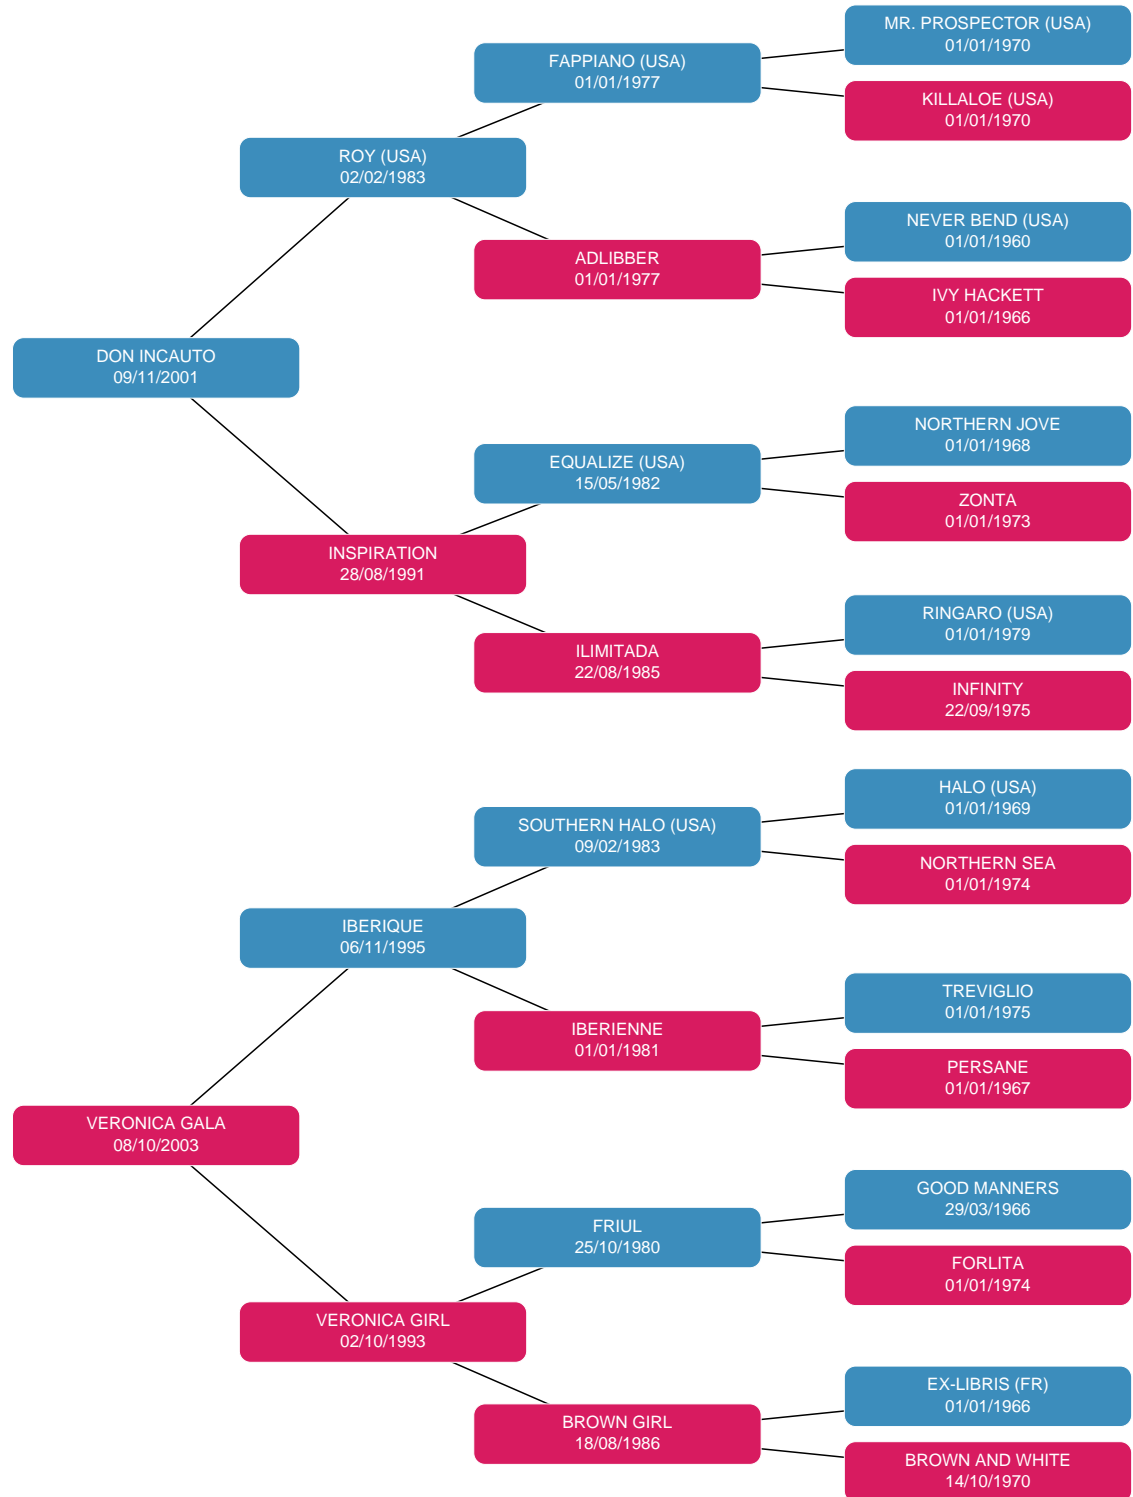 MR. PROSPECTOR (USA)
01/01/1970
FAPPIANO (USA)
01/01/1977
KILLALOE (USA)
01/01/1970
ROY (USA)
02/02/1983
NEVER BEND (USA)
01/01/1960
ADLIBBER
01/01/1977
IVY HACKETT
01/01/1966
DON INCAUTO
09/11/2001
NORTHERN JOVE
01/01/1968
EQUALIZE (USA)
15/05/1982
ZONTA
01/01/1973
INSPIRATION
28/08/1991
RINGARO (USA)
01/01/1979
ILIMITADA
22/08/1985
INFINITY
22/09/1975
HALO (USA)
01/01/1969
SOUTHERN HALO (USA)
09/02/1983
NORTHERN SEA
01/01/1974
IBERIQUE
06/11/1995
TREVIGLIO
01/01/1975
IBERIENNE
01/01/1981
PERSANE
01/01/1967
VERONICA GALA
08/10/2003
GOOD MANNERS
29/03/1966
FRIUL
25/10/1980
FORLITA
01/01/1974
VERONICA GIRL
02/10/1993
EX-LIBRIS (FR)
01/01/1966
BROWN GIRL
18/08/1986
BROWN AND WHITE
14/10/1970